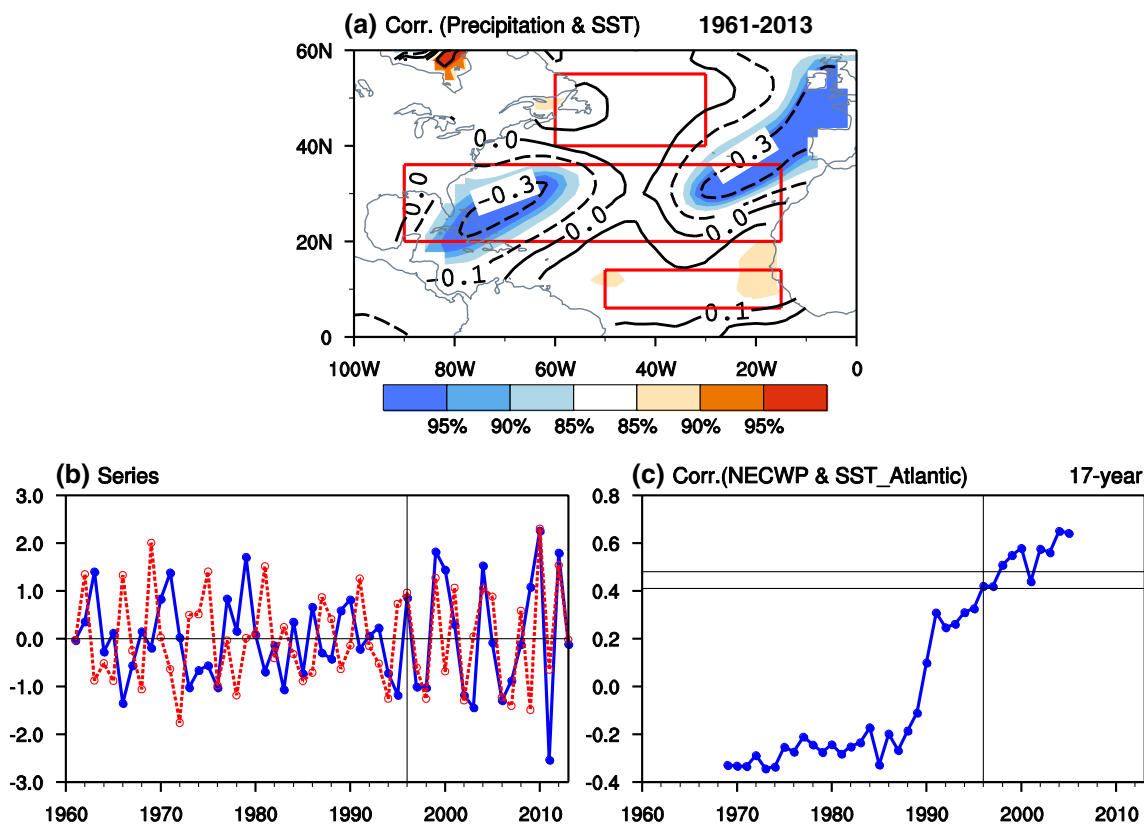 (a) Corr. (Precipitation & SST) 1961-2013
60N
40N
20N
0
0.0
-0.3
0.0
-0.3
0.0
0.0
-0.1
0.1
100W 80W 60W 40W 20W 0
95% 90% 85% 85% 90% 95%
(b) Series
3.0
2.0
1.0
0.0
-1.0
-2.0
-3.0
1960 1970 1980 1990 2000 2010
(c) Corr.(NECWP & SST_Atlantic) 17-year
0.8
0.6
0.4
0.2
0.0
-0.2
-0.4
1960 1970 1980 1990 2000 2010